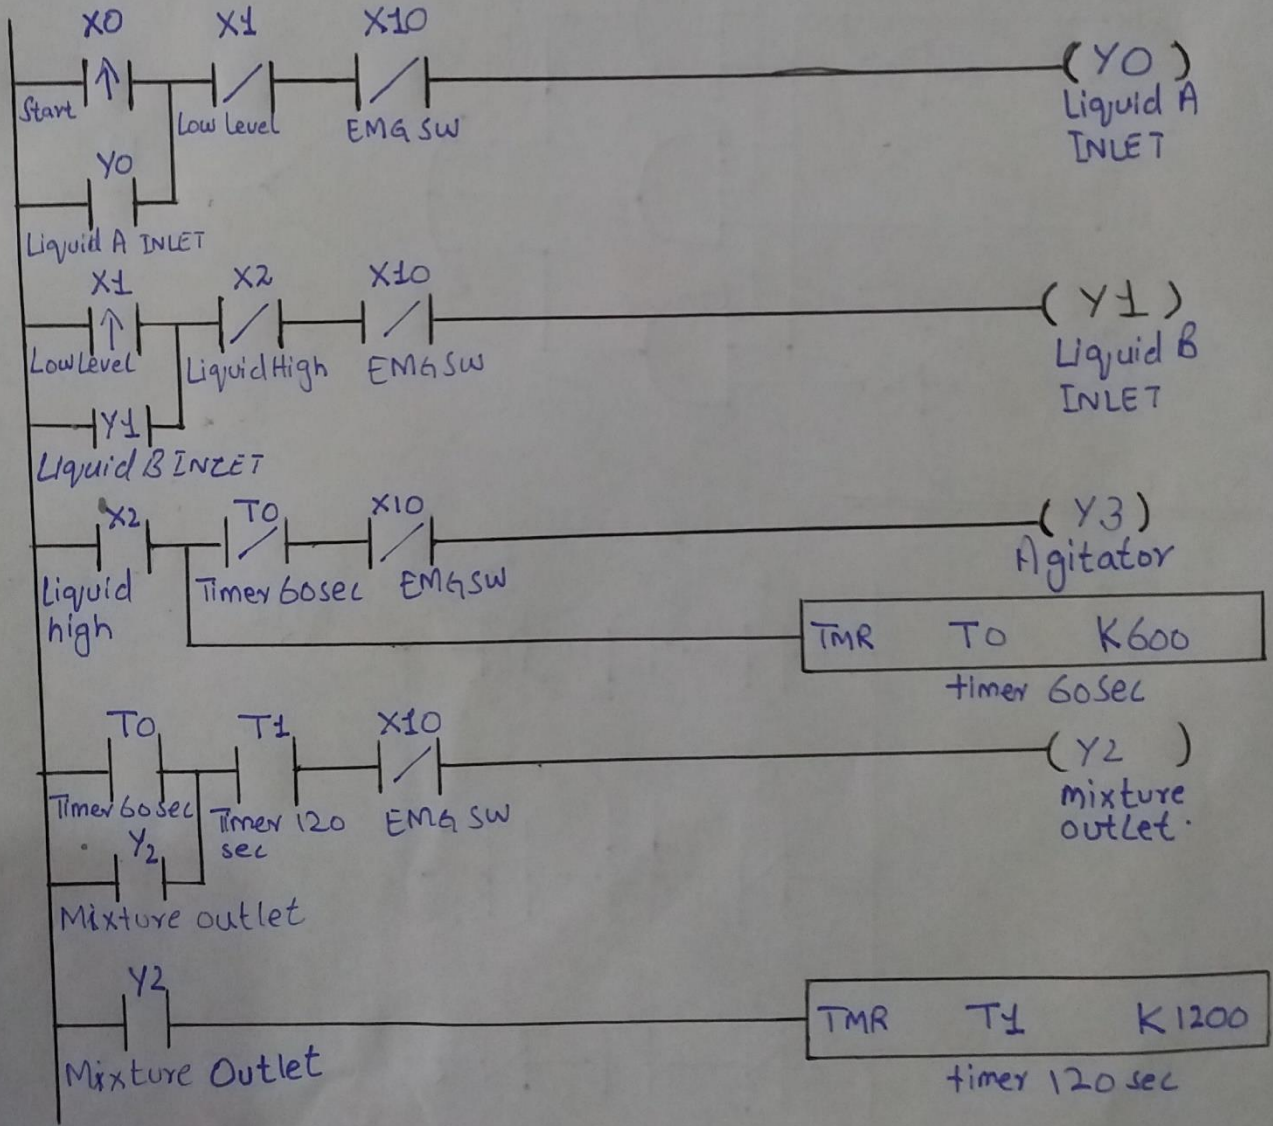 X0 X1 X10
(Y0)
Start Low Level EMG SW Liquid A
INLET
Y0
Liquid A INLET
X1 X2 X10
(Y1)
Low Level Liquid High EMG SW Liquid B
INLET
Y1
Liquid B INLET
X2 T0 X10
(Y3)
Liquid Timer 60sec EMG SW Agitator
high
TMR T0 K600
timer 60sec
T0 T1 X10
(Y2)
Timer 60sec Timer 120 EMG SW mixture
sec outlet.
Y2
Mixture outlet
Y2
TMR T1 K1200
Mixture Outlet timer 120 sec